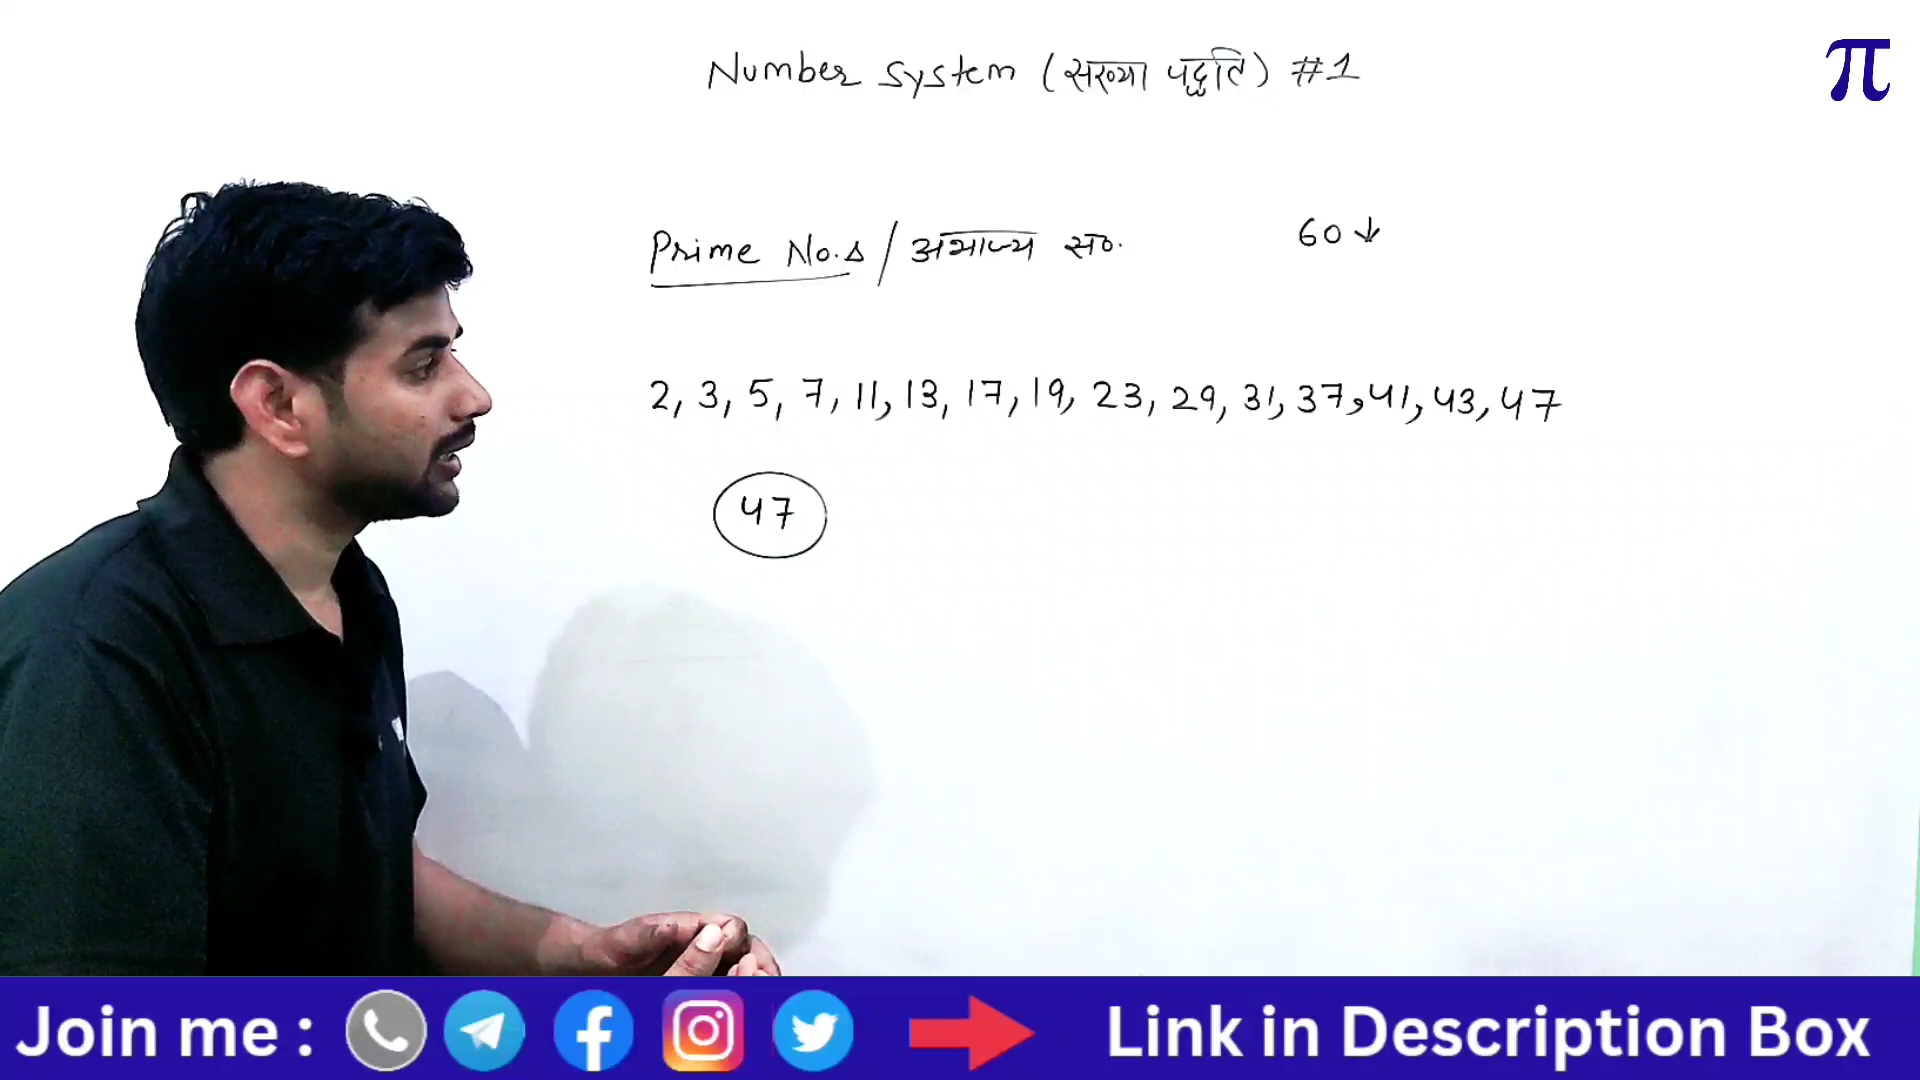 Number System (संख्या पद्धति) #1
π
Prime No.s / अभाज्य सं०.
60 ↓
2, 3, 5, 7, 11, 13, 17, 19, 23, 29, 31, 37, 41, 43, 47
47
Join me :
Link in Description Box